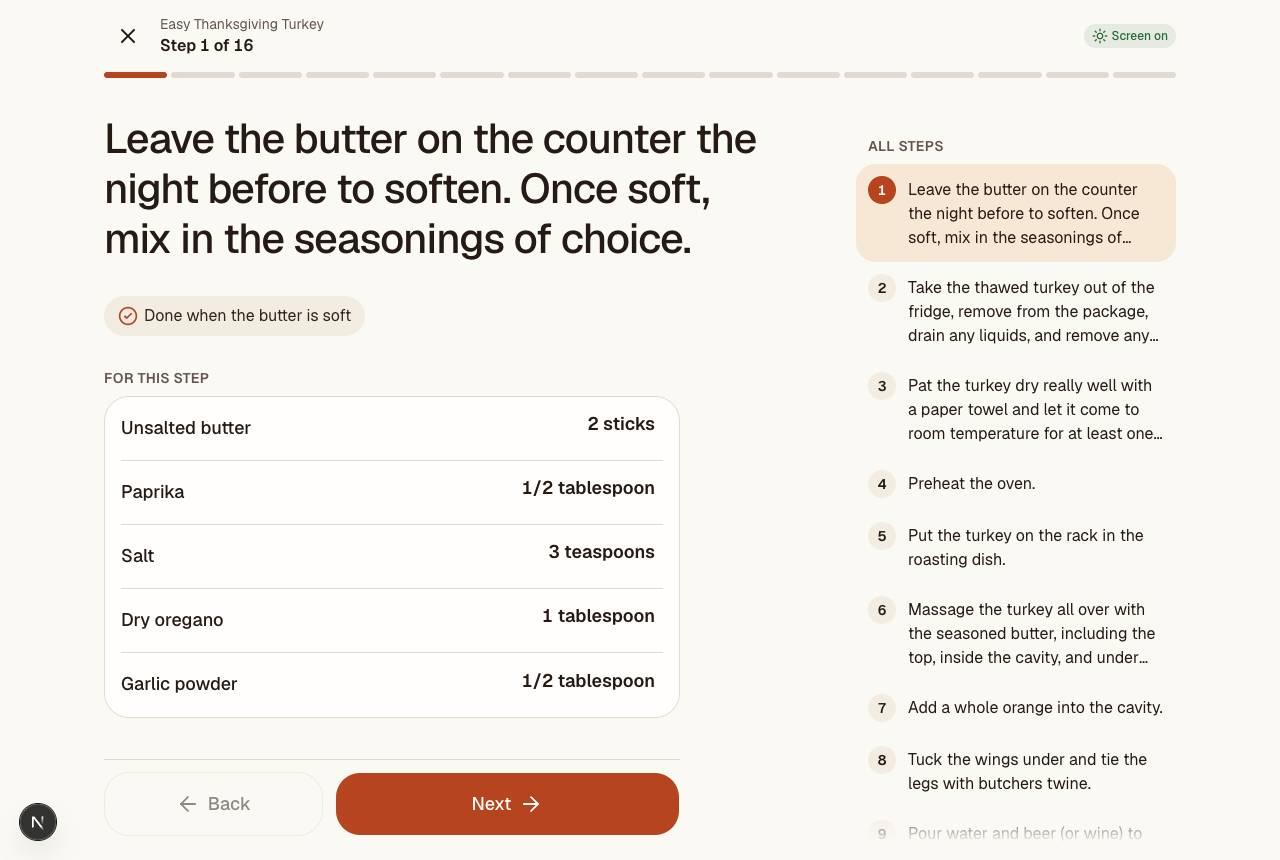 Easy Thanksgiving Turkey
Step 1 of 16
Screen on
Leave the butter on the counter the
night before to soften. Once soft,
mix in the seasonings of choice.
Done when the butter is soft
FOR THIS STEP
Unsalted butter 2 sticks
Paprika 1/2 tablespoon
Salt 3 teaspoons
Dry oregano 1 tablespoon
Garlic powder 1/2 tablespoon
Back
Next
N
ALL STEPS
1 Leave the butter on the counter
the night before to soften. Once
soft, mix in the seasonings of…
2 Take the thawed turkey out of the
fridge, remove from the package,
drain any liquids, and remove any…
3 Pat the turkey dry really well with
a paper towel and let it come to
room temperature for at least one…
4 Preheat the oven.
5 Put the turkey on the rack in the
roasting dish.
6 Massage the turkey all over with
the seasoned butter, including the
top, inside the cavity, and under…
7 Add a whole orange into the cavity.
8 Tuck the wings under and tie the
legs with butchers twine.
9 Pour water and beer (or wine) to